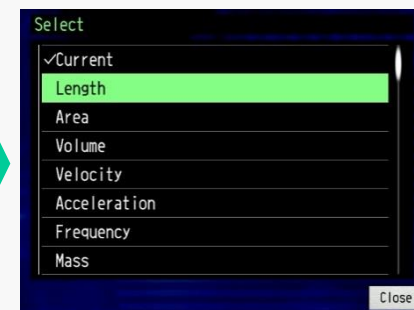 Select
✓Current
Length
Area
Volume
Velocity
Acceleration
Frequency
Mass
Close